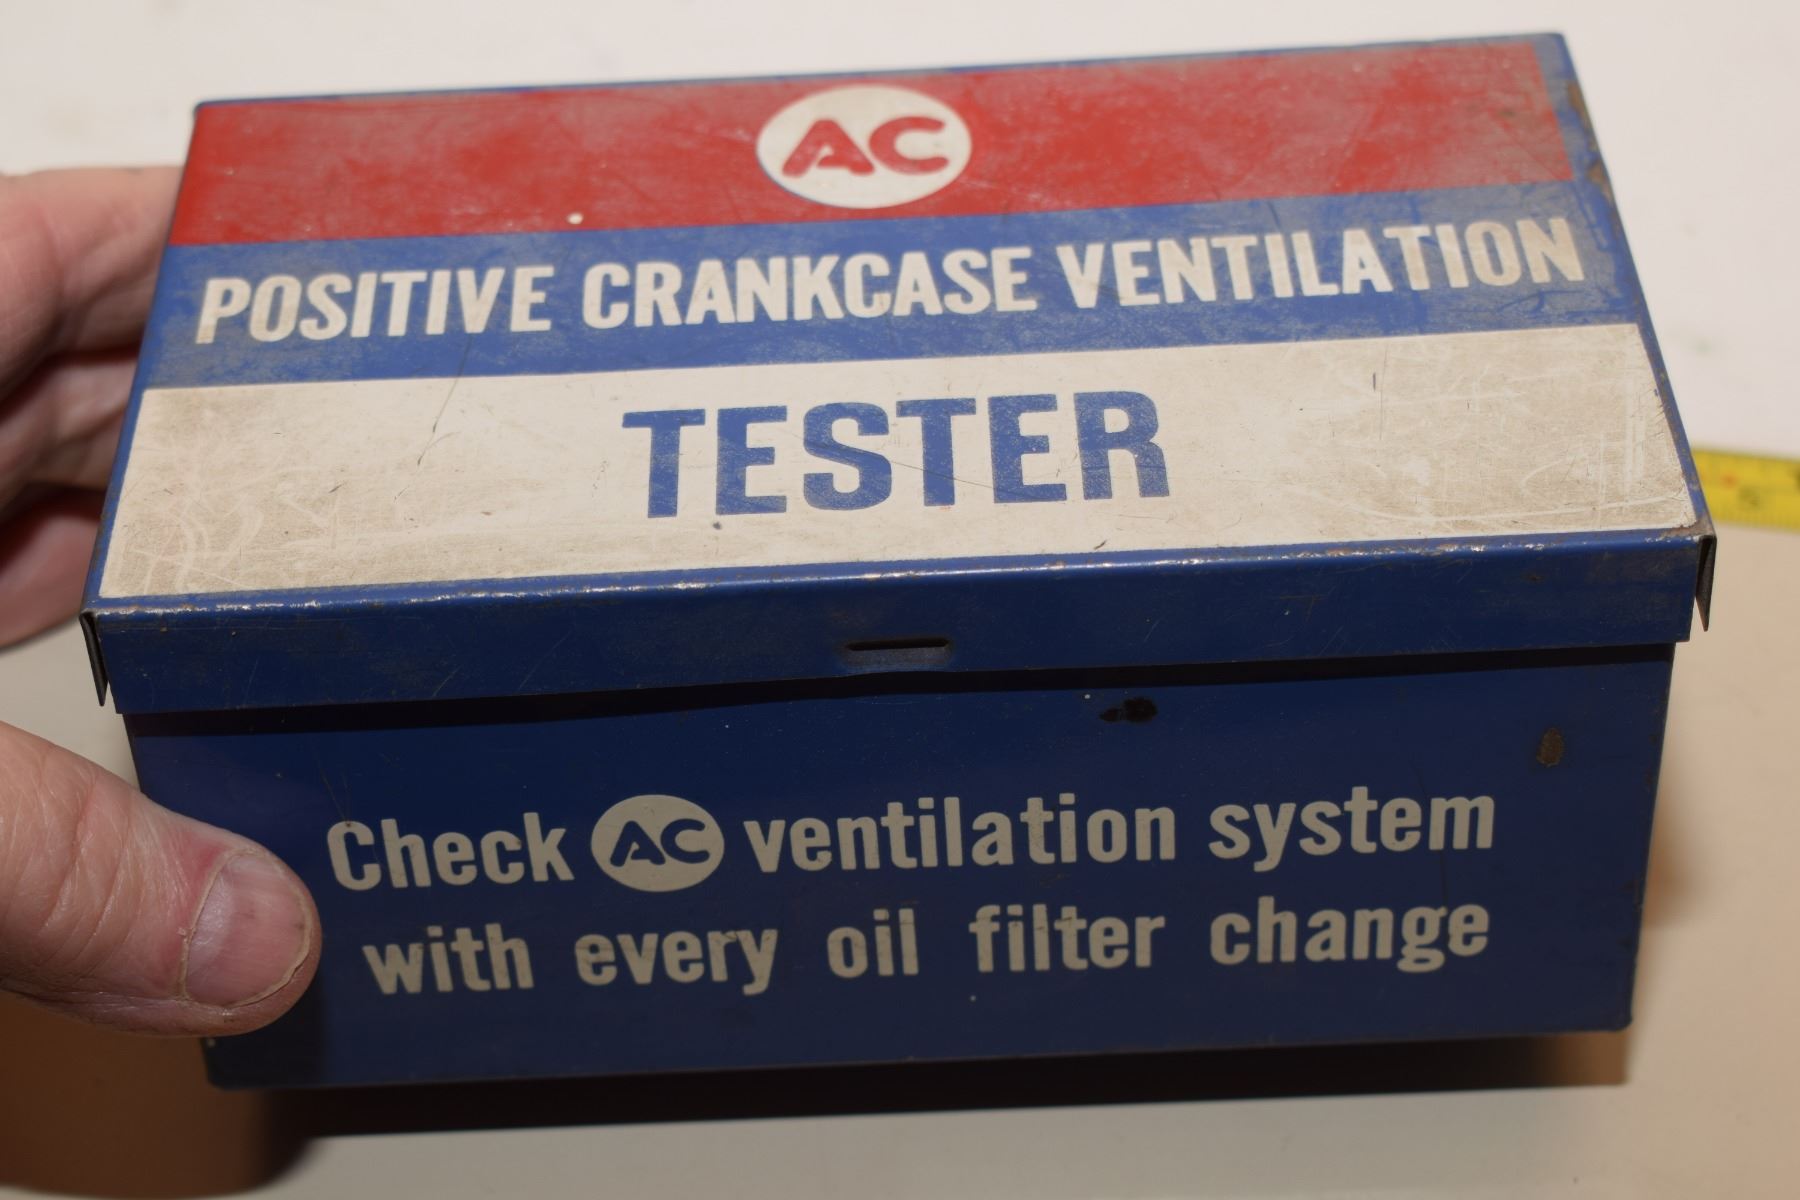 AC
POSITIVE CRANKCASE VENTILATION
TESTER
Check AC ventilation system
with every oil filter change